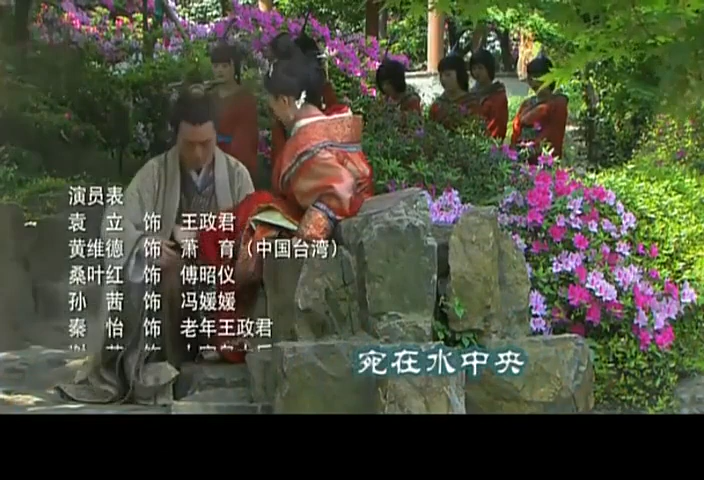 演员表
袁 立 饰 王政君
黄维德 饰 萧 育（中国台湾）
桑叶红 饰 傅昭仪
孙 茜 饰 冯媛媛
秦 怡 饰 老年王政君
宛在水中央